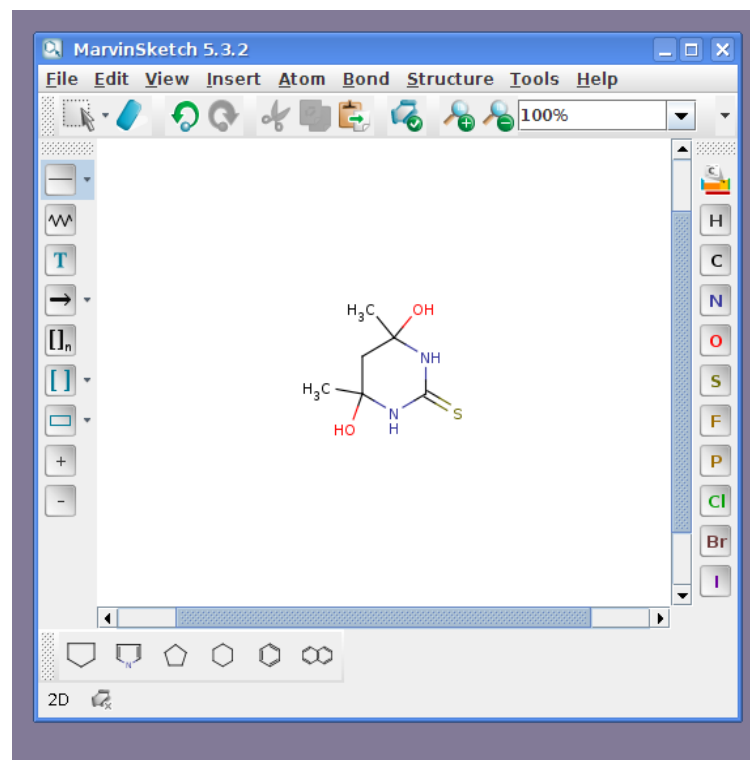 MarvinSketch 5.3.2
File Edit View Insert Atom Bond Structure Tools Help
100%
T
[]n
[ ]
+
-
H
C
N
O
S
F
P
Cl
Br
I
H3C OH
NH
H3C
N
H
S
HO
N
2D